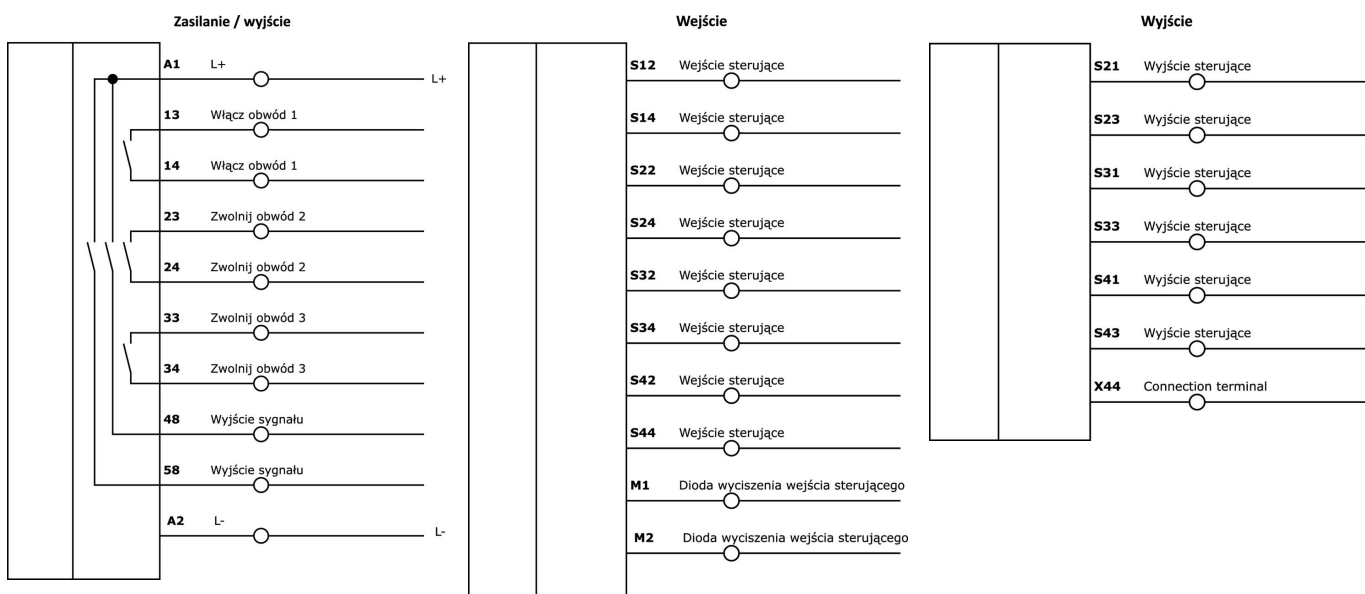 Zasilanie / wyjście
A1 L+
L+
13 Włącz obwód 1
14 Włącz obwód 1
23 Zwolnij obwód 2
24 Zwolnij obwód 2
33 Zwolnij obwód 3
34 Zwolnij obwód 3
48 Wyjście sygnału
58 Wyjście sygnału
A2 L-
L-
Wejście
S12 Wejście sterujące
S14 Wejście sterujące
S22 Wejście sterujące
S24 Wejście sterujące
S32 Wejście sterujące
S34 Wejście sterujące
S42 Wejście sterujące
S44 Wejście sterujące
M1 Dioda wyciszenia wejścia sterującego
M2 Dioda wyciszenia wejścia sterującego
Wyjście
S21 Wyjście sterujące
S23 Wyjście sterujące
S31 Wyjście sterujące
S33 Wyjście sterujące
S41 Wyjście sterujące
S43 Wyjście sterujące
X44 Connection terminal